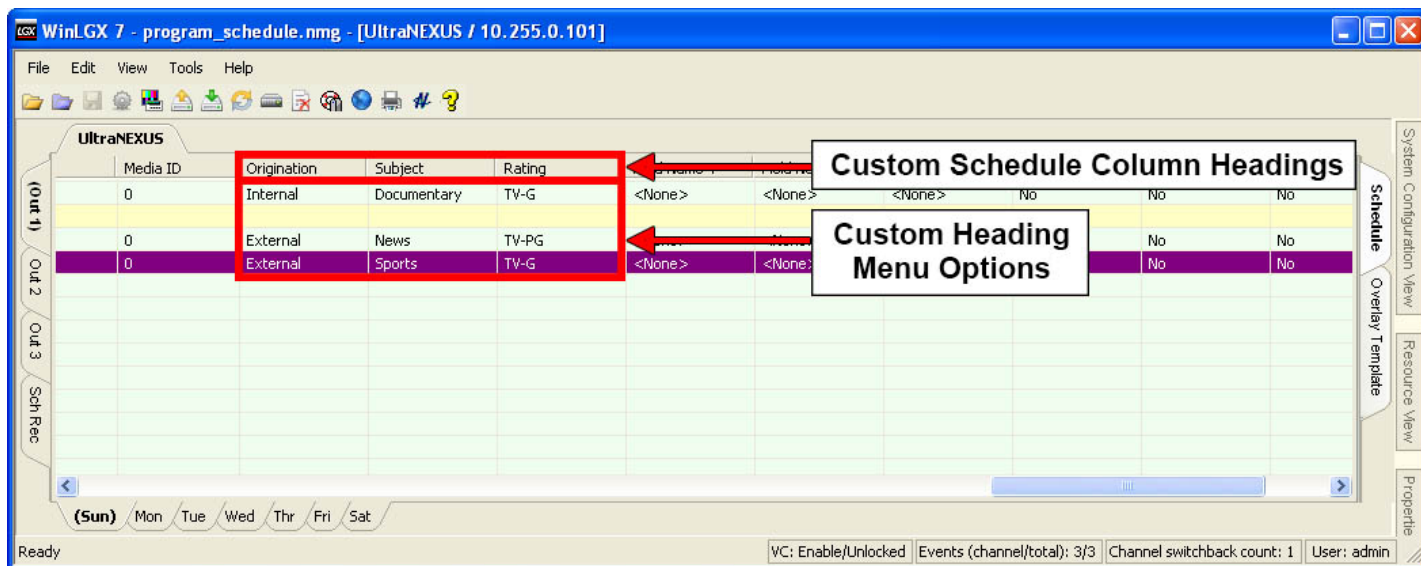 LGX WinLGX 7 - program_schedule.nmg - [UltraNEXUS / 10.255.0.101]
File Edit View Tools Help
UltraNEXUS
Media ID Origination Subject Rating
Custom Schedule Column Headings
0 Internal Documentary TV-G <None> <None> <None> No No No
0 External News TV-PG No No
Custom Heading
Menu Options
0 External Sports TV-G <None> <None> No No
(Out 1)
Out 2
Out 3
Sch Rec
Schedule
Overlay Template
System Configuration View
Resource View
Propertie
(Sun) Mon Tue Wed Thr Fri Sat
Ready VC: Enable/Unlocked Events (channel/total): 3/3 Channel switchback count: 1 User: admin